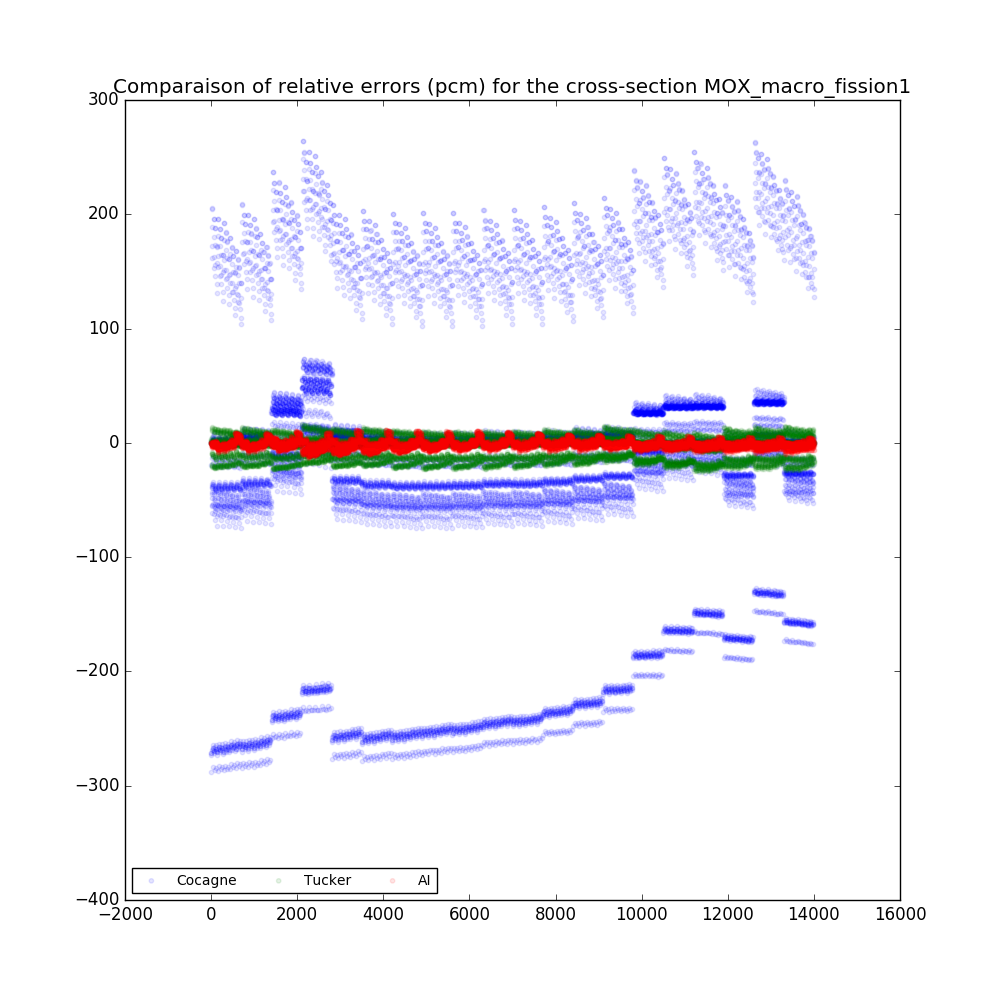 Comparaison of relative errors (pcm) for the cross-section MOX_macro_fission1
300
200
100
0
−100
−200
−300
−400
Cocagne Tucker AI
−2000 0 2000 4000 6000 8000 10000 12000 14000 16000